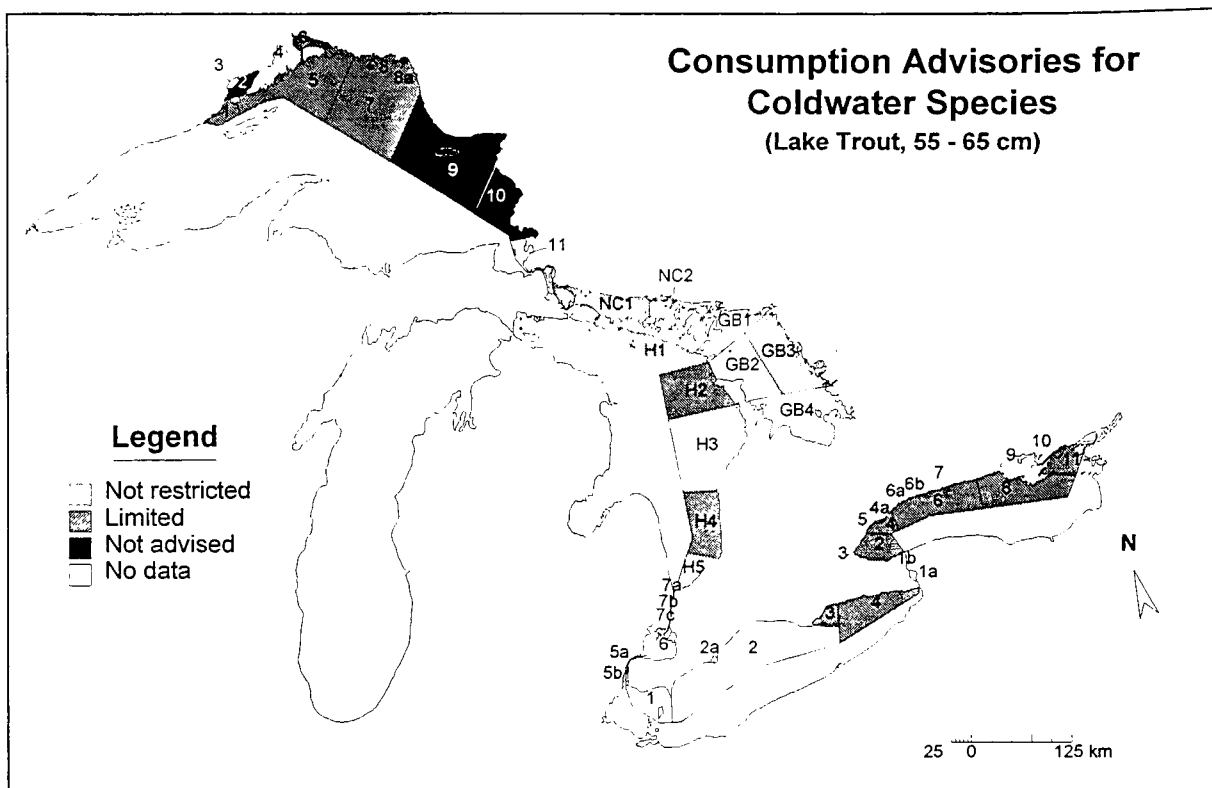 Consumption Advisories for
Coldwater Species
(Lake Trout, 55 - 65 cm)
3
2
4
5
7
8
8a
9
10
11
NC2
NC1
GB1
GB3
H1
GB2
H2
GB4
H3
H4
H5
7a
7b
7c
6
5a
5b
2a
2
1
3
4
10
9
11
7
6a
6b
6
8
4a
5
4
3
2
1b
1a
Legend
Not restricted
Limited
Not advised
No data
N
25 0 125 km